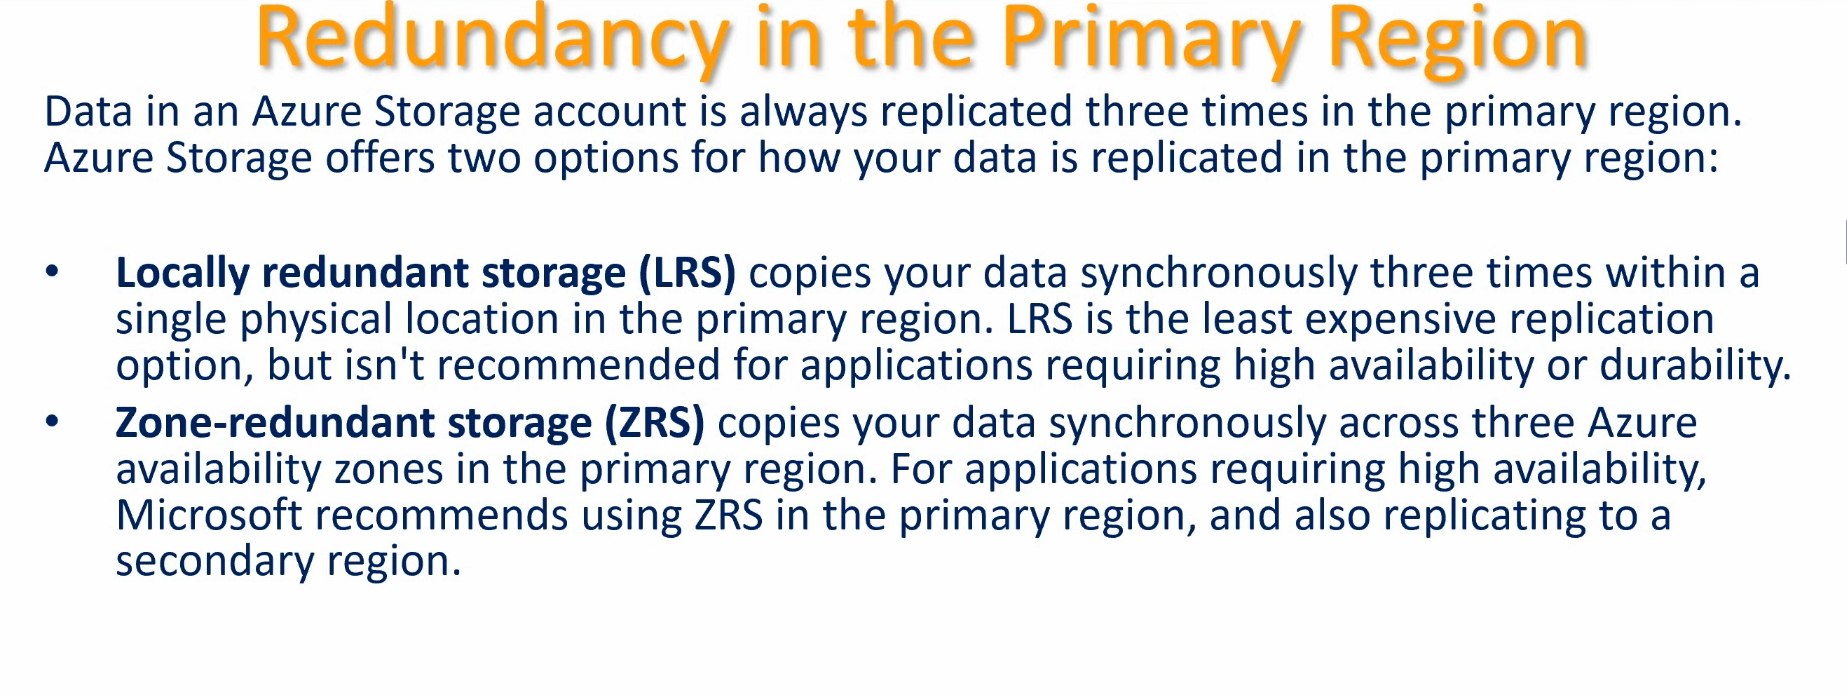 Redundancy in the Primary Region
Data in an Azure Storage account is always replicated three times in the primary region.
Azure Storage offers two options for how your data is replicated in the primary region:
• Locally redundant storage (LRS) copies your data synchronously three times within a
single physical location in the primary region. LRS is the least expensive replication
option, but isn't recommended for applications requiring high availability or durability.
• Zone-redundant storage (ZRS) copies your data synchronously across three Azure
availability zones in the primary region. For applications requiring high availability,
Microsoft recommends using ZRS in the primary region, and also replicating to a
secondary region.